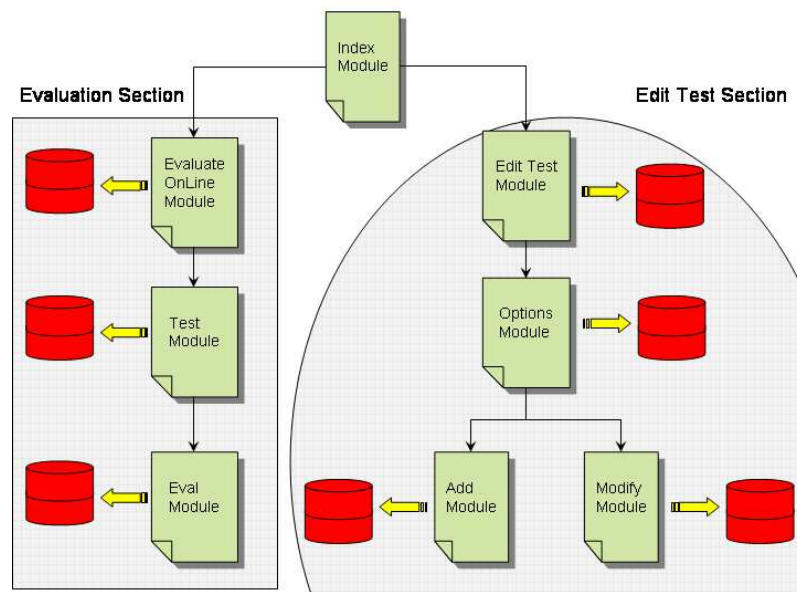 Index
Module
Evaluation Section
Edit Test Section
Evaluate
OnLine
Module
Edit Test
Module
Test
Module
Options
Module
Eval
Module
Add
Module
Modify
Module